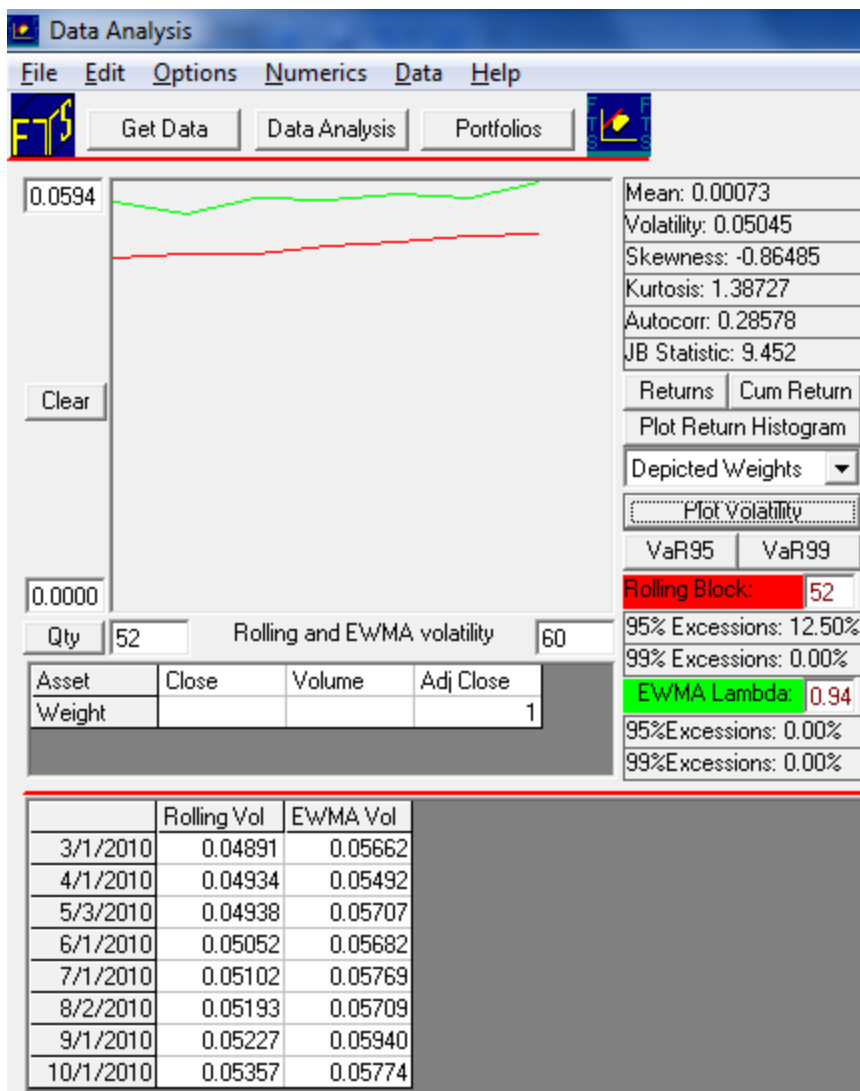 Data Analysis
File Edit Options Numerics Data Help
FTS Get Data Data Analysis Portfolios FTS FTS
0.0594
Mean: 0.00073
Volatility: 0.05045
Skewness: -0.86485
Kurtosis: 1.38727
Autocorr: 0.28578
JB Statistic: 9.452
Clear
Returns Cum Return
Plot Return Histogram
Depicted Weights
Plot Volatility
VaR95 VaR99
0.0000
Rolling Block: 52
Qty 52 Rolling and EWMA volatility 60
95% Excessions: 12.50%
99% Excessions: 0.00%
EWMA Lambda: 0.94
95%Excessions: 0.00%
99%Excessions: 0.00%
Asset Close Volume Adj Close
Weight 1
Rolling Vol EWMA Vol
3/1/2010 0.04891 0.05662
4/1/2010 0.04934 0.05492
5/3/2010 0.04938 0.05707
6/1/2010 0.05052 0.05682
7/1/2010 0.05102 0.05769
8/2/2010 0.05193 0.05709
9/1/2010 0.05227 0.05940
10/1/2010 0.05357 0.05774